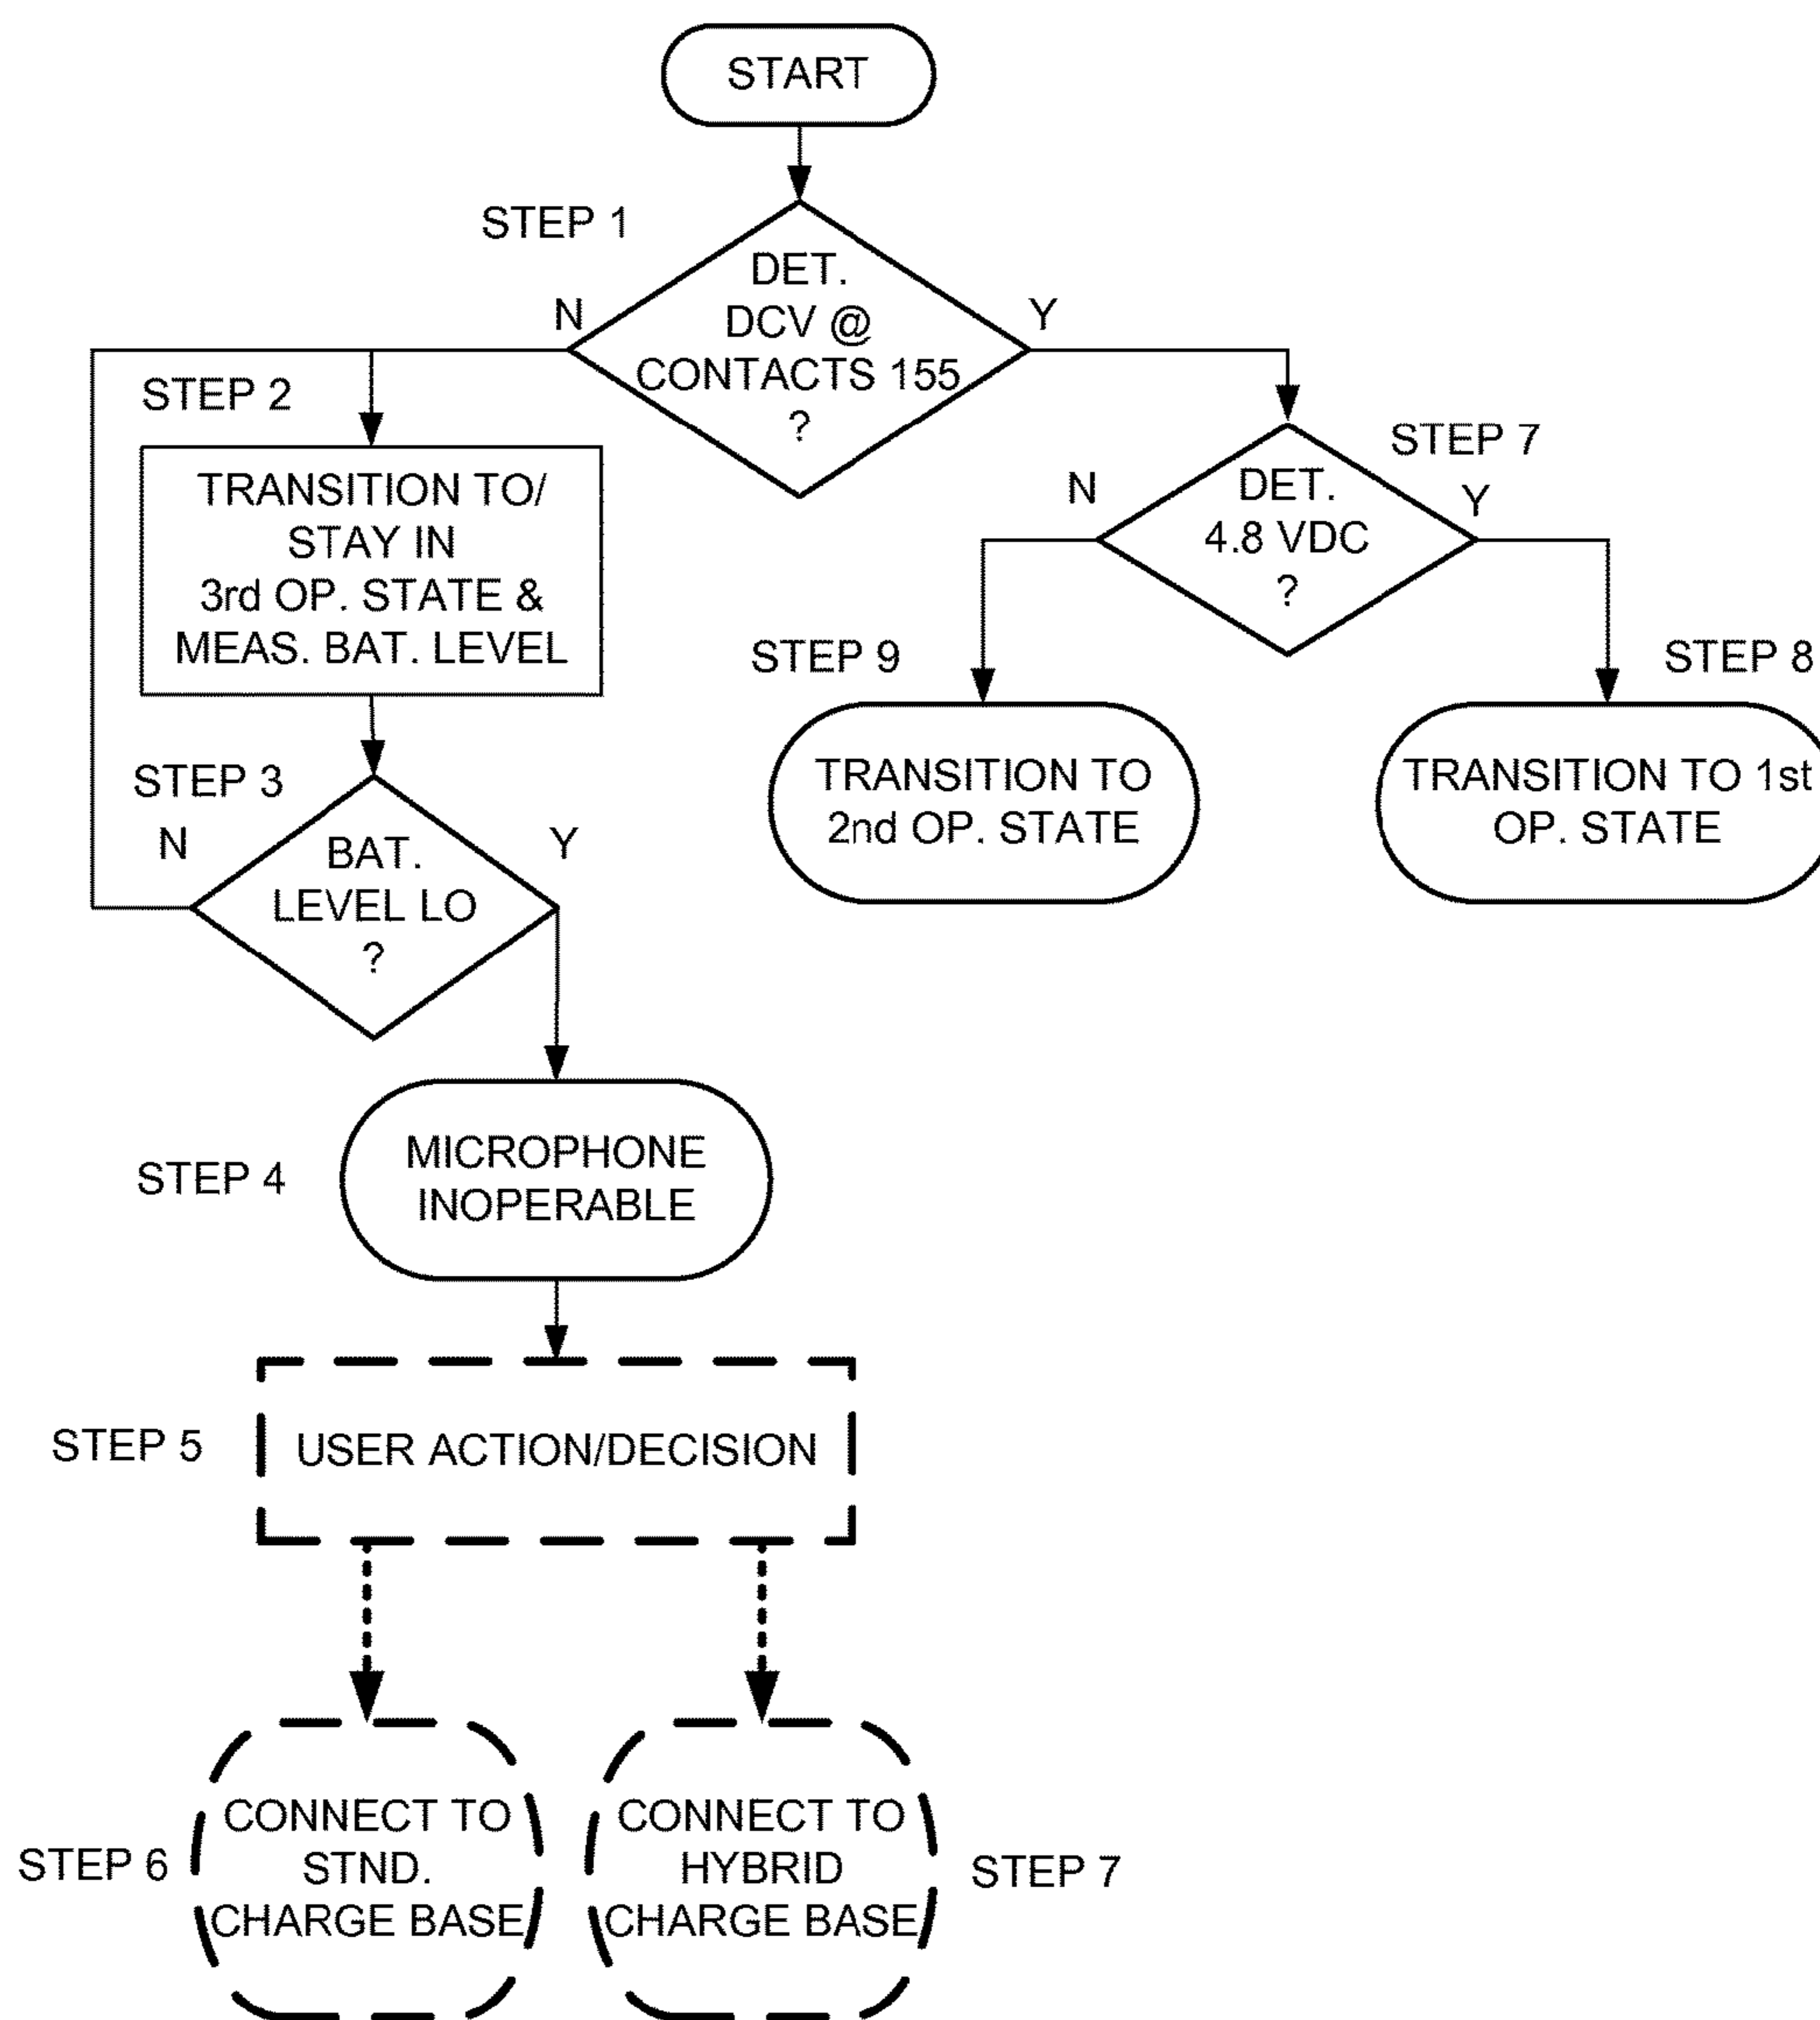 START
STEP 1
DET.
DCV @
CONTACTS 155
?
N
Y
STEP 2
TRANSITION TO/
STAY IN
3rd OP. STATE &
MEAS. BAT. LEVEL
STEP 7
DET.
4.8 VDC
?
N
Y
STEP 9
TRANSITION TO
2nd OP. STATE
STEP 8
TRANSITION TO 1st
OP. STATE
STEP 3
BAT.
LEVEL LO
?
N
Y
STEP 4
MICROPHONE
INOPERABLE
STEP 5
USER ACTION/DECISION
STEP 6
CONNECT TO
STND.
CHARGE BASE
CONNECT TO
HYBRID
CHARGE BASE
STEP 7